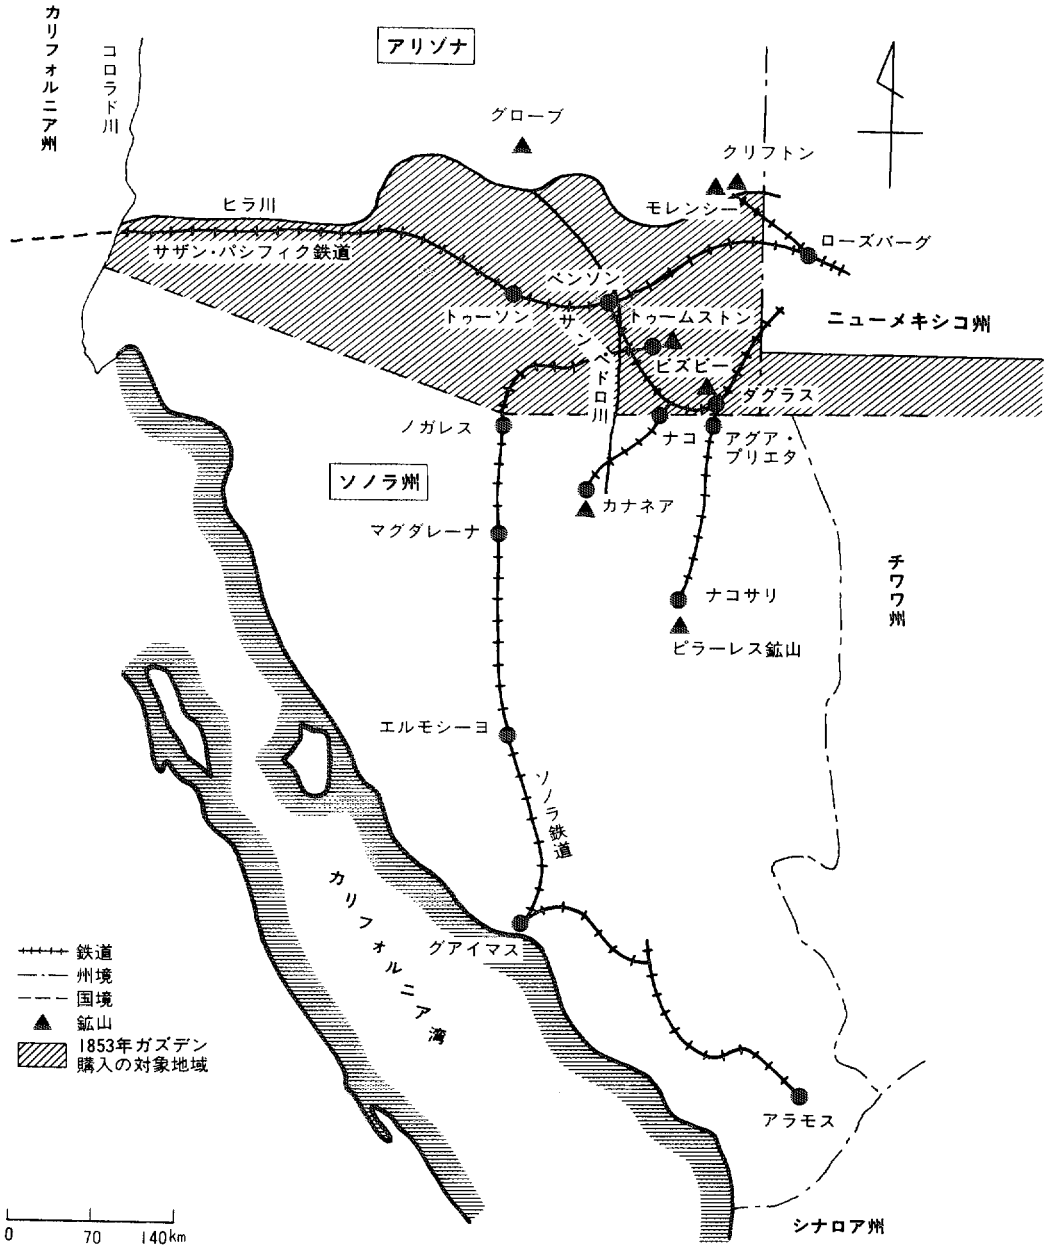 カリフォルニア州
コロラド川
アリゾナ
グローブ
クリフトン
モレンシー
ヒラ川
ローズバーグ
サザン・パシフィク鉄道
ベンソン
トゥーソン
サンペドロ川
トゥームストン
ニューメキシコ州
ビズビー
ダグラス
ノガレス
ナコ
アグア・
プリエタ
ソノラ州
カナネア
マグダレーナ
チワワ州
ナコサリ
ピラーレス鉱山
エルモシーヨ
ソノラ鉄道
カリフォルニア湾
グアイマス
鉄道
州境
国境
鉱山
1853年ガズデン
購入の対象地域
アラモス
シナロア州
0 70 140km